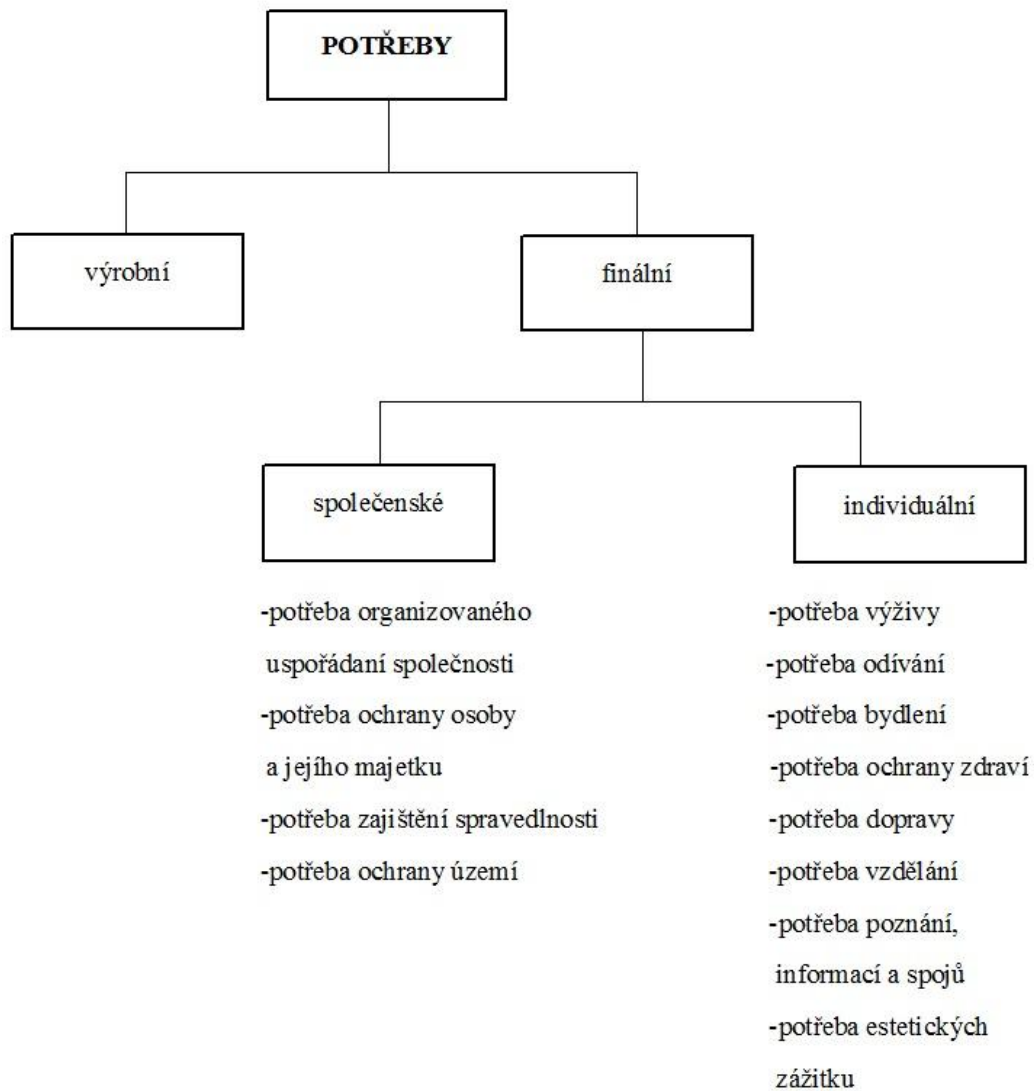 POTŘEBY
výrobní
finální
společenské
individuální
-potřeba organizovaného
uspořádaní společnosti
-potřeba ochrany osoby
a jejího majetku
-potřeba zajištění spravedlnosti
-potřeba ochrany území
-potřeba výživy
-potřeba odívání
-potřeba bydlení
-potřeba ochrany zdraví
-potřeba dopravy
-potřeba vzdělání
-potřeba poznání,
informací a spojů
-potřeba estetických
zážitku